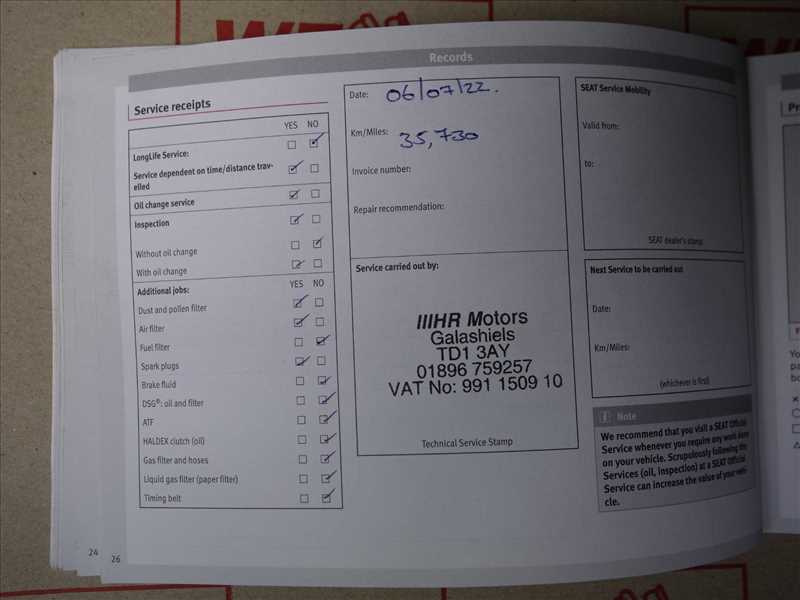 Records
Service receipts
YES NO
LongLife Service:
Service dependent on time/distance trav-
elled
Oil change service
Inspection
Without oil change
With oil change
Additional jobs: YES NO
Dust and pollen filter
Air filter
Fuel filter
Spark plugs
Brake fluid
DSG®: oil and filter
ATF
HALDEX clutch (oil)
Gas filter and hoses
Liquid gas filter (paper filter)
Timing belt
Date: 06/07/22.
Km/Miles: 35,730
Invoice number:
Repair recommendation:
Service carried out by:
HR Motors
Galashiels
TD1 3AY
01896 759257
VAT No: 991 1509 10
Technical Service Stamp
SEAT Service Mobility
Valid from:
to:
SEAT dealer's stamp
Next Service to be carried out
Date:
Km/Miles:
(whichever is first)
Note
We recommend that you visit a SEAT Official
Service whenever you require any work done
on your vehicle. Scrupulously following the
Services (oil, inspection) at a SEAT Official
Service can increase the value of your vehi-
cle.
24
26